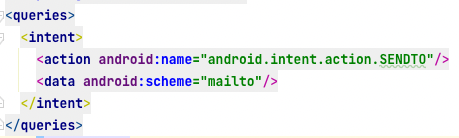 <queries>
<intent>
<action android:name="android.intent.action.SENDTO"/>
<data android:scheme="mailto"/>
</intent>
</queries>